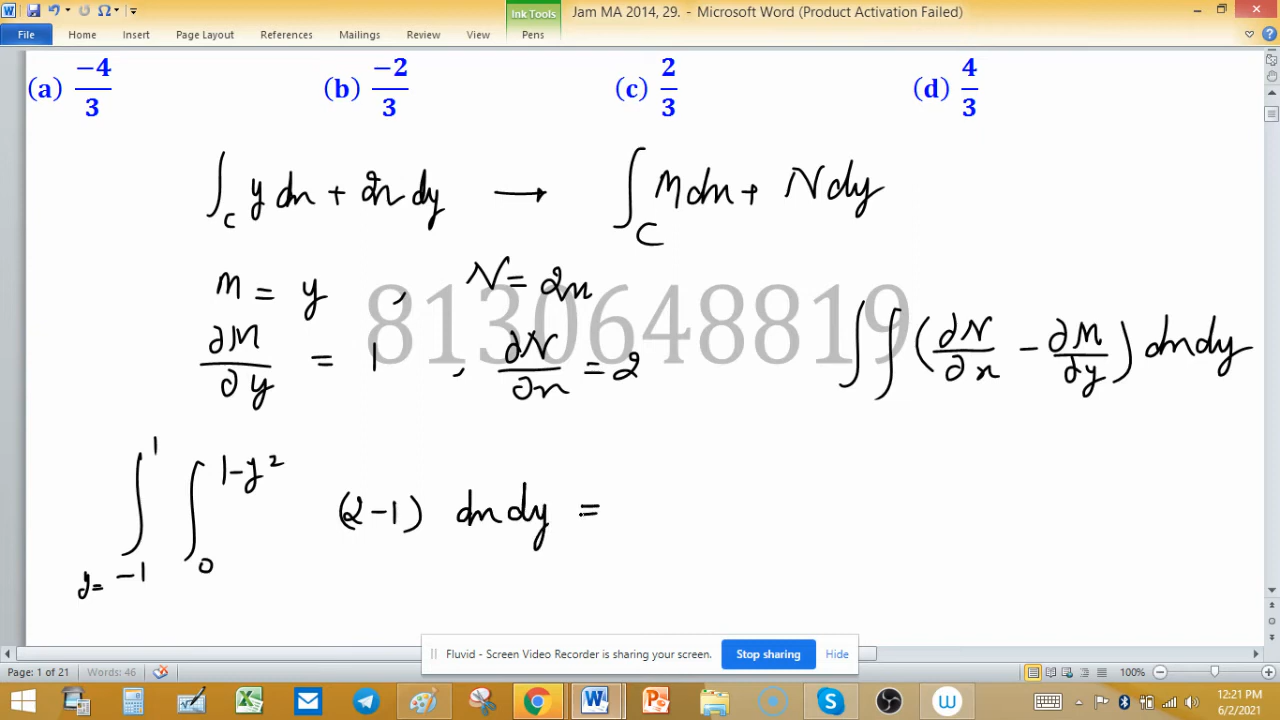 Ink Tools
Jam MA 2014, 29. - Microsoft Word (Product Activation Failed)
File Home Insert Page Layout References Mailings Review View Pens
(a) −4/3 (b) −2/3 (c) 2/3 (d) 4/3
∫_C y dx + 2x dy → ∫_C M dx + N dy
M = y , N = 2x
8130648819
∂M/∂y = 1 , ∂N/∂x = 2 ∫∫ (∂N/∂x − ∂M/∂y) dx dy
∫_{y=-1}^{1} ∫_0^{1-y²} (2-1) dx dy =
Fluvid - Screen Video Recorder is sharing your screen. Stop sharing Hide
Page: 1 of 21 Words: 46 100%
12:21 PM
6/2/2021